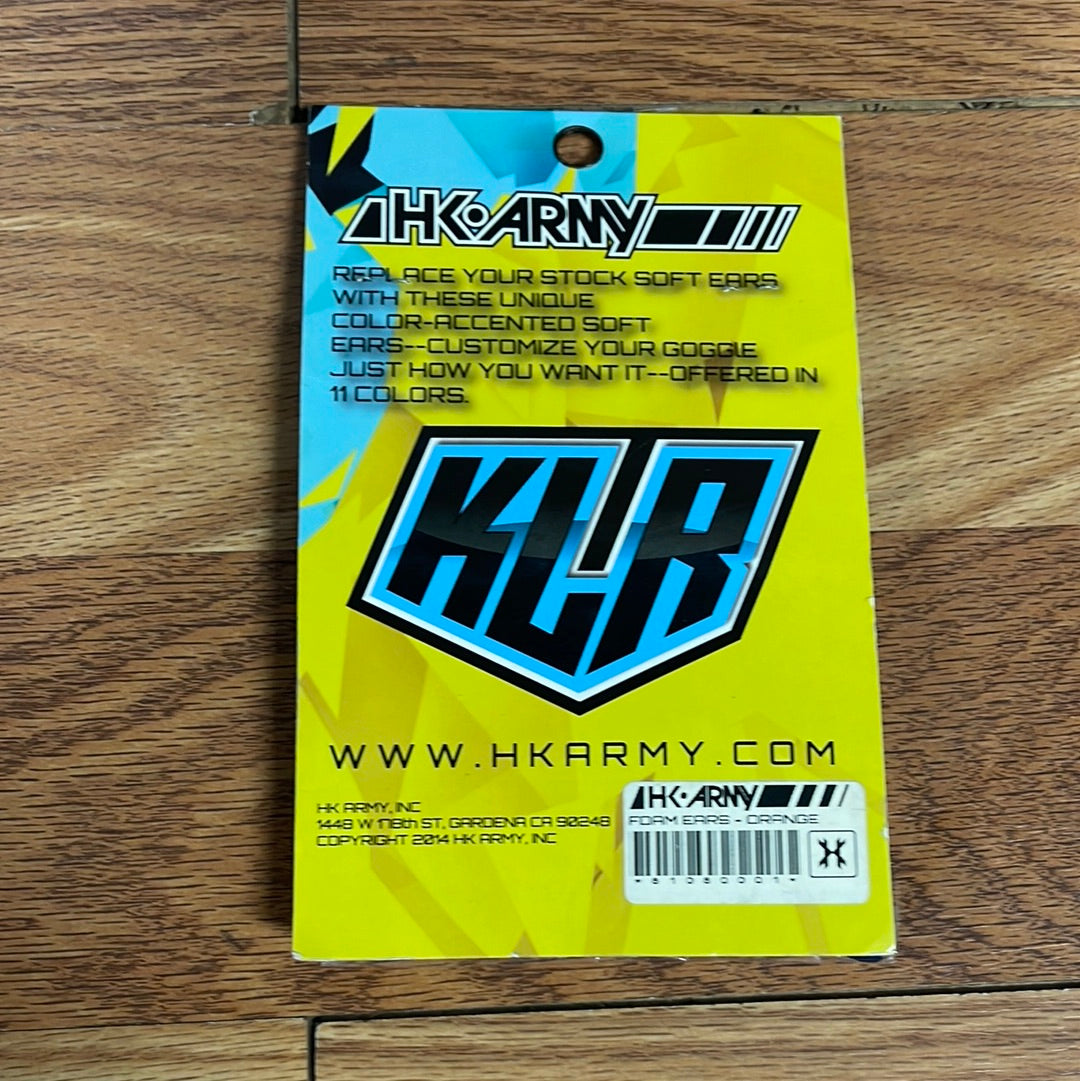 HK ARMY
REPLACE YOUR STOCK SOFT EARS
WITH THESE UNIQUE
COLOR-ACCENTED SOFT
EARS--CUSTOMIZE YOUR GOGGLE
JUST HOW YOU WANT IT--OFFERED IN
11 COLORS.
KLR
WWW.HKARMY.COM
HK ARMY, INC
1448 W 178th ST, GARDENA CA 90248
COPYRIGHT 2014 HK ARMY, INC
HK ARMY
FOAM EARS - ORANGE
*81080001*